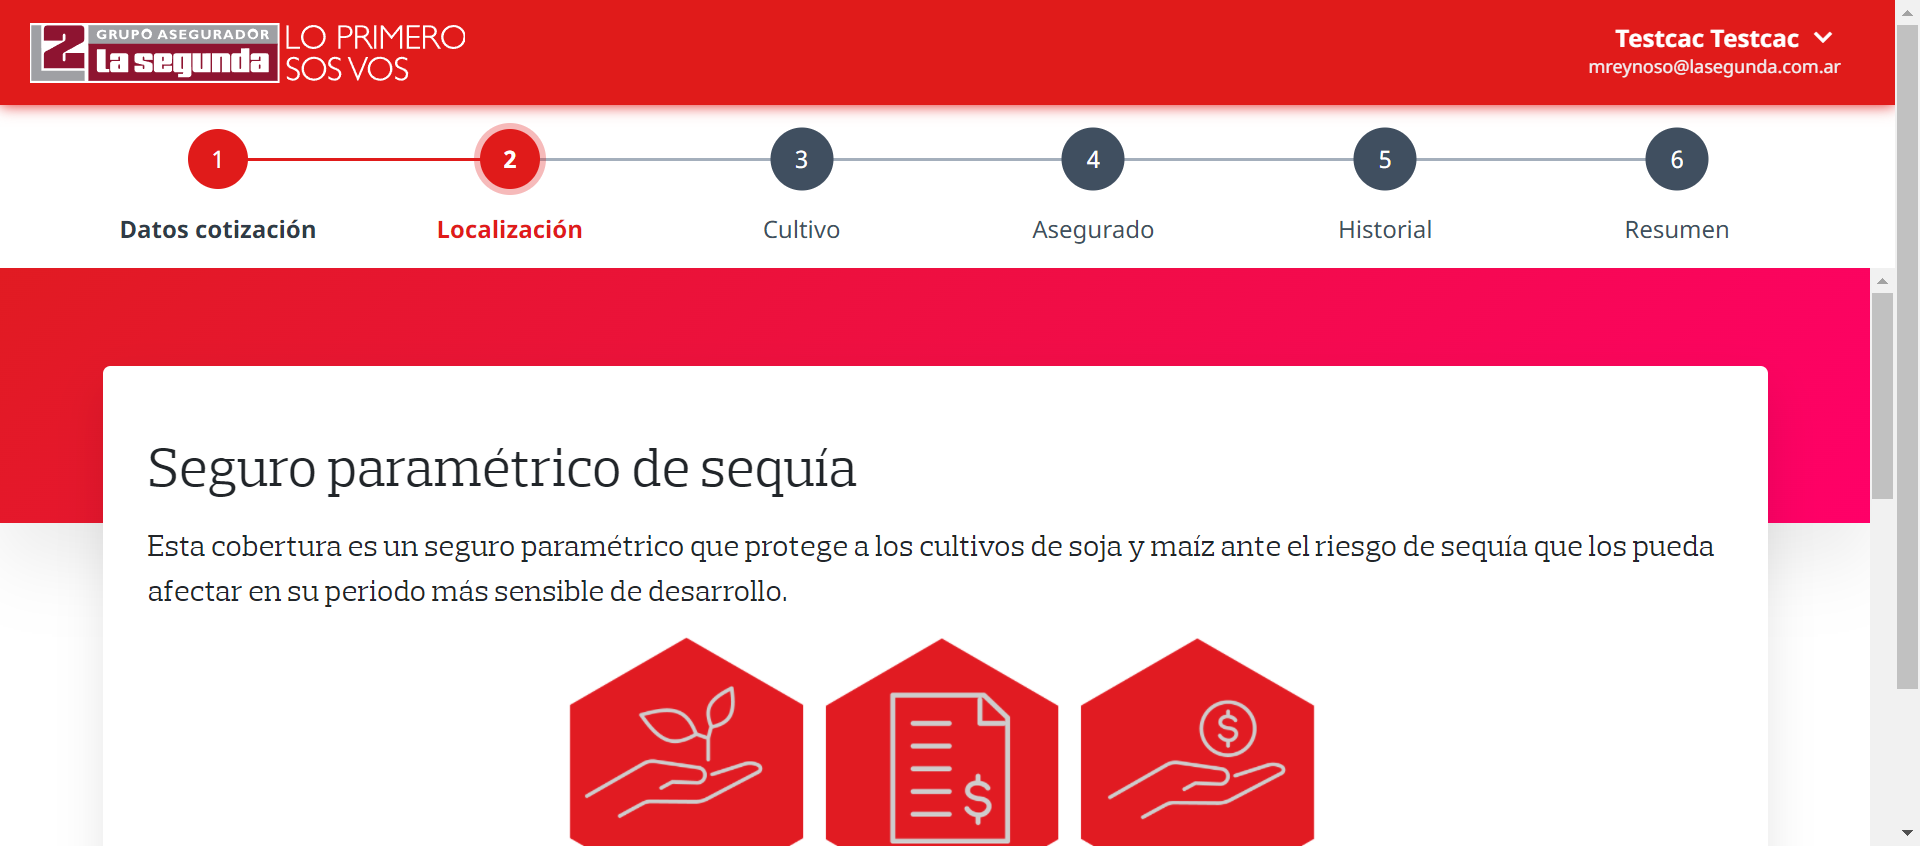 2 GRUPO ASEGURADOR
La segunda
LO PRIMERO
SOS VOS
Testcac Testcac
mreynoso@lasegunda.com.ar
1 2 3 4 5 6
Datos cotización Localización Cultivo Asegurado Historial Resumen
Seguro paramétrico de sequía
Esta cobertura es un seguro paramétrico que protege a los cultivos de soja y maíz ante el riesgo de sequía que los pueda
afectar en su periodo más sensible de desarrollo.
$ $